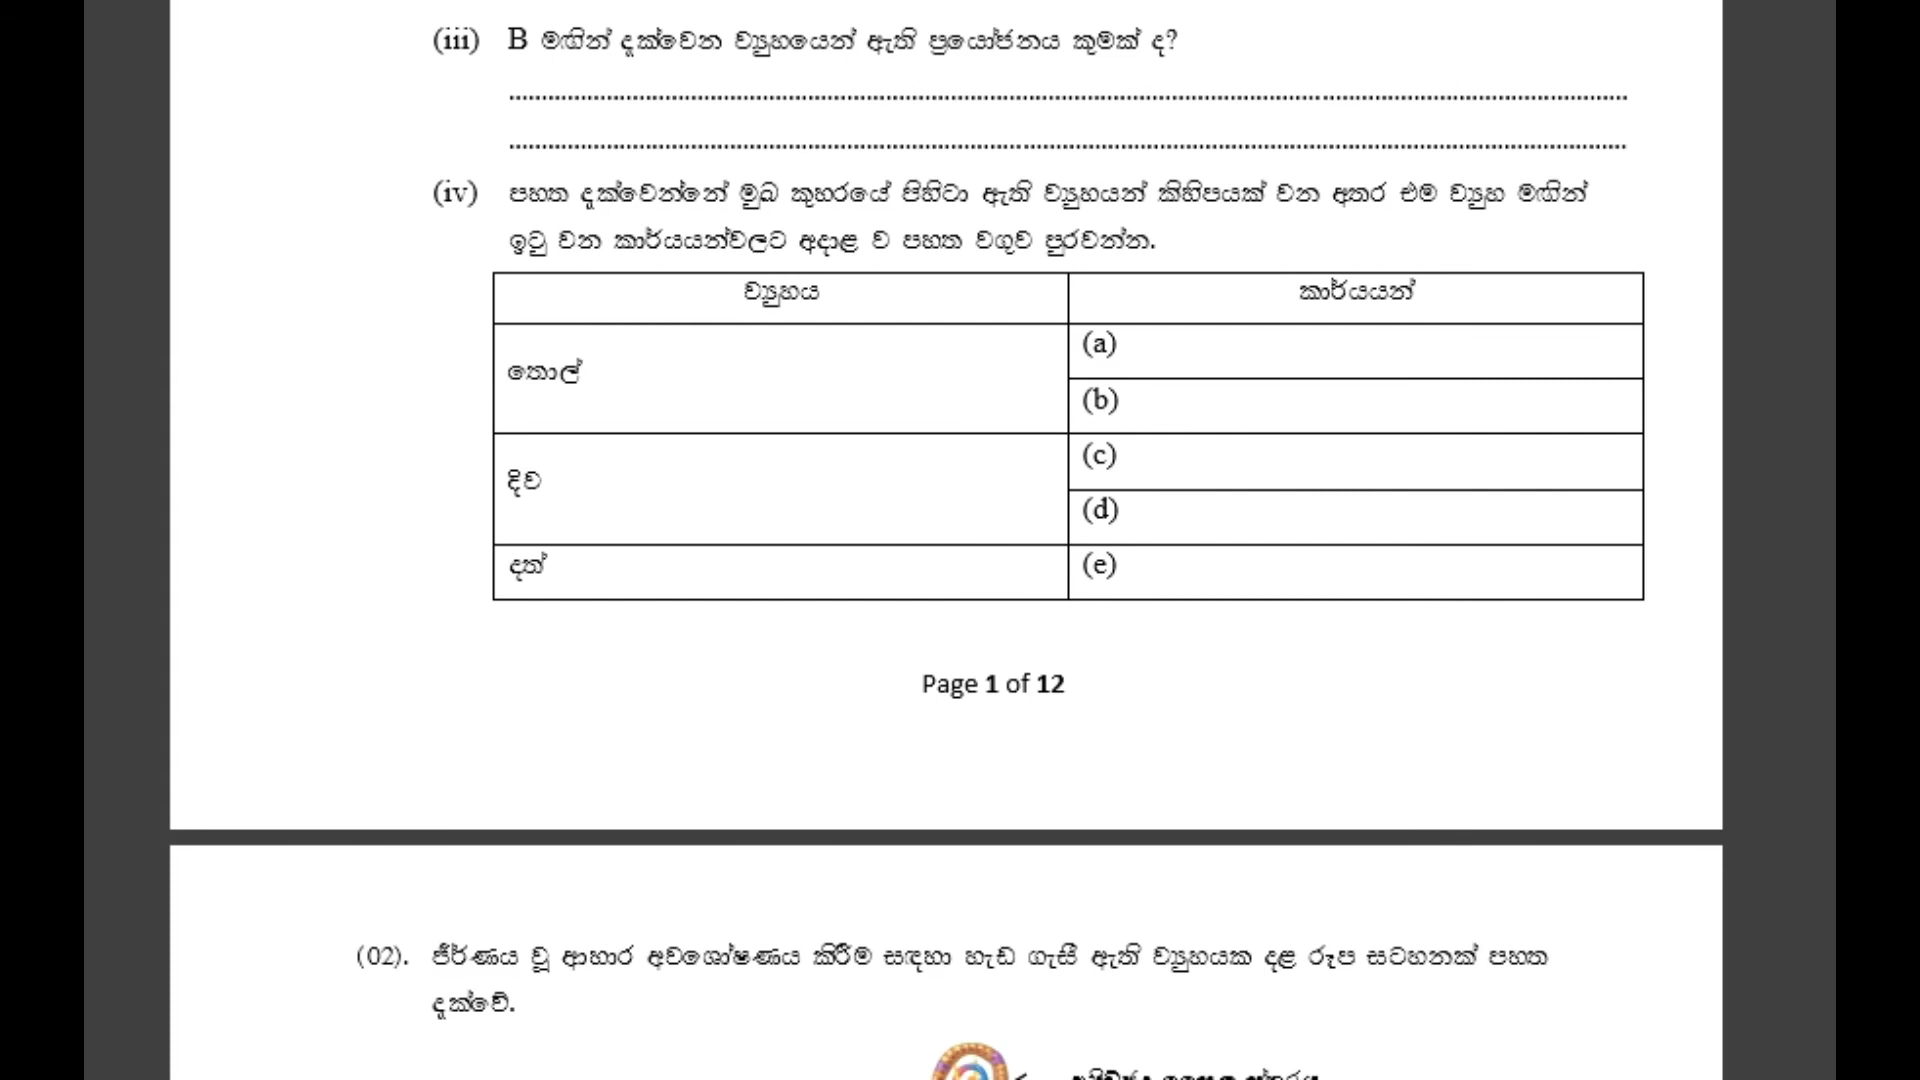 (iii) B මඟින් දැක්වෙන ව්‍යුහයෙන් ඇති ප්‍රයෝජනය කුමක් ද?
(iv) පහත දැක්වෙන්නේ මුඛ කුහරයේ පිහිටා ඇති ව්‍යුහයන් කිහිපයක් වන අතර එම ව්‍යුහ මඟින්
ඉටු වන කාර්යයන්වලට අදාළ ව පහත වගුව පුරවන්න.
ව්‍යුහය කාර්යයන්
තොල් (a)
(b)
දිව (c)
(d)
දත් (e)
Page 1 of 12
(02). ජීර්ණය වූ ආහාර අවශෝෂණය කිරීම සඳහා හැඩ ගැසී ඇති ව්‍යුහයක දළ රූප සටහනක් පහත
දැක්වේ.